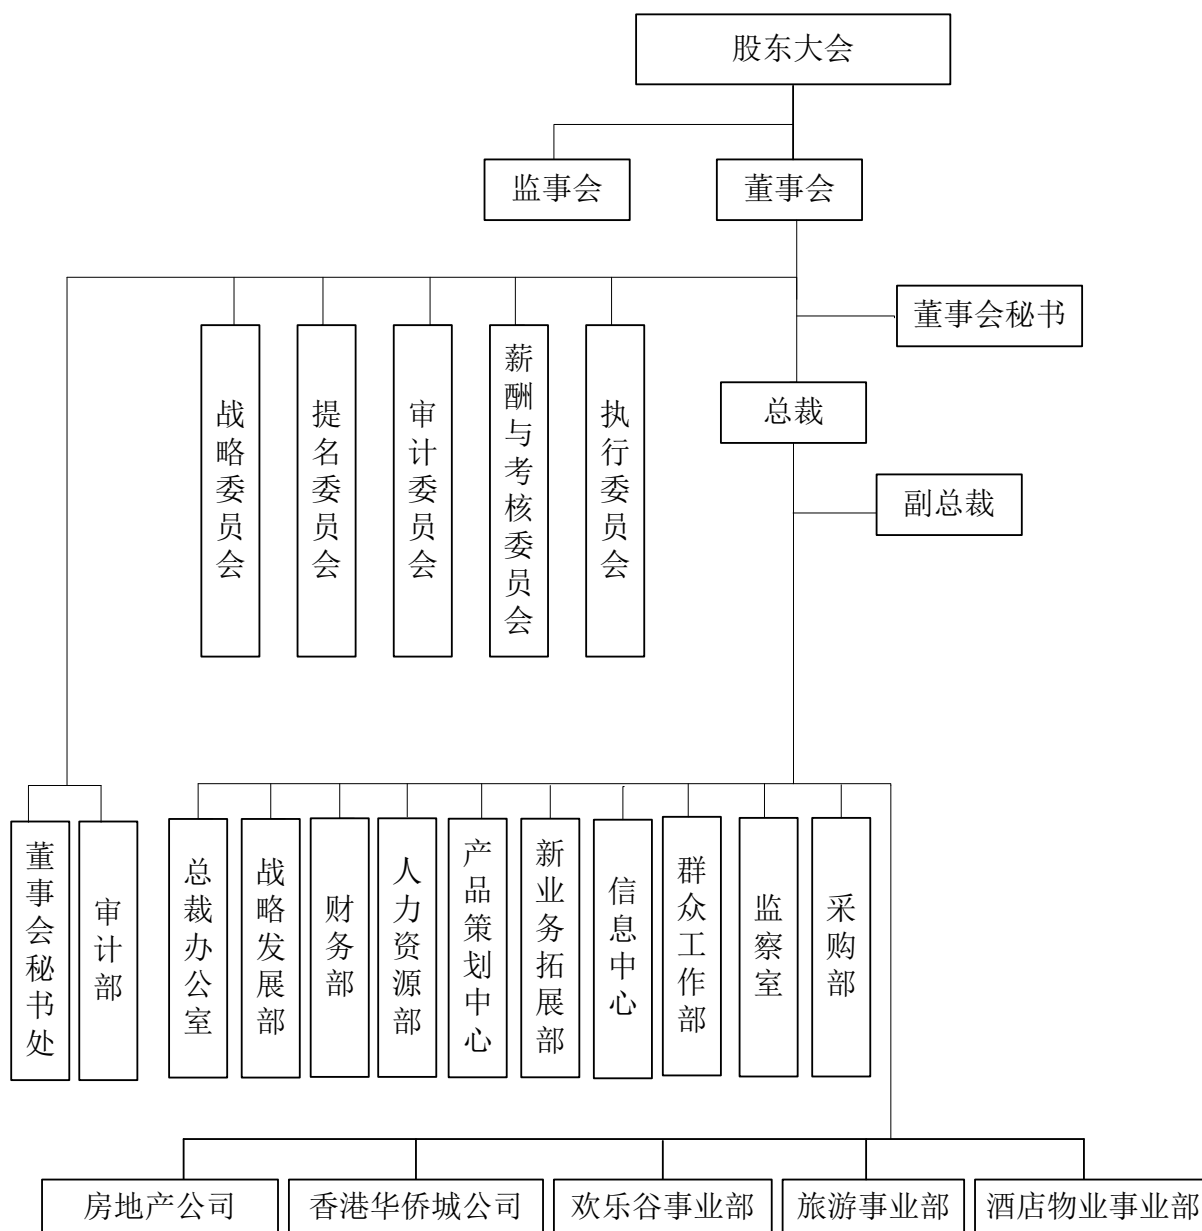 股东大会
监事会
董事会
董事会秘书
战略委员会
提名委员会
审计委员会
薪酬与考核委员会
执行委员会
总裁
副总裁
董事会秘书处
审计部
总裁办公室
战略发展部
财务部
人力资源部
产品策划中心
新业务拓展部
信息中心
群众工作部
监察室
采购部
房地产公司
香港华侨城公司
欢乐谷事业部
旅游事业部
酒店物业事业部